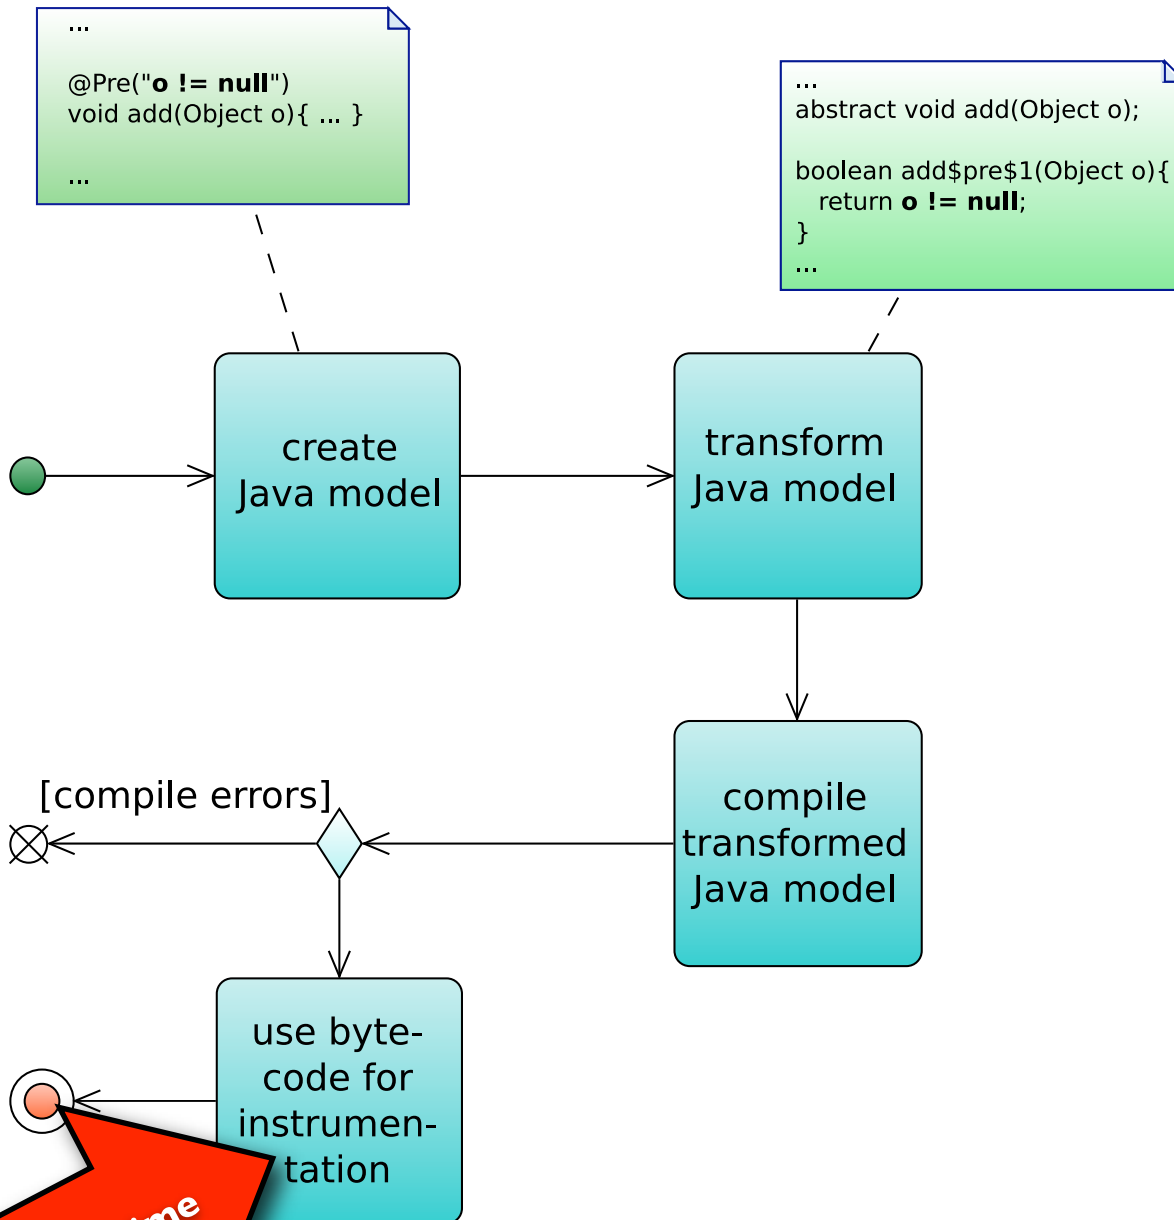 ...
@Pre("o != null")
void add(Object o){ ... }
...
...
abstract void add(Object o);
boolean add$pre$1(Object o){
return o != null;
}
...
create
Java model
transform
Java model
[compile errors]
compile
transformed
Java model
use byte-
code for
instrumen-
tation